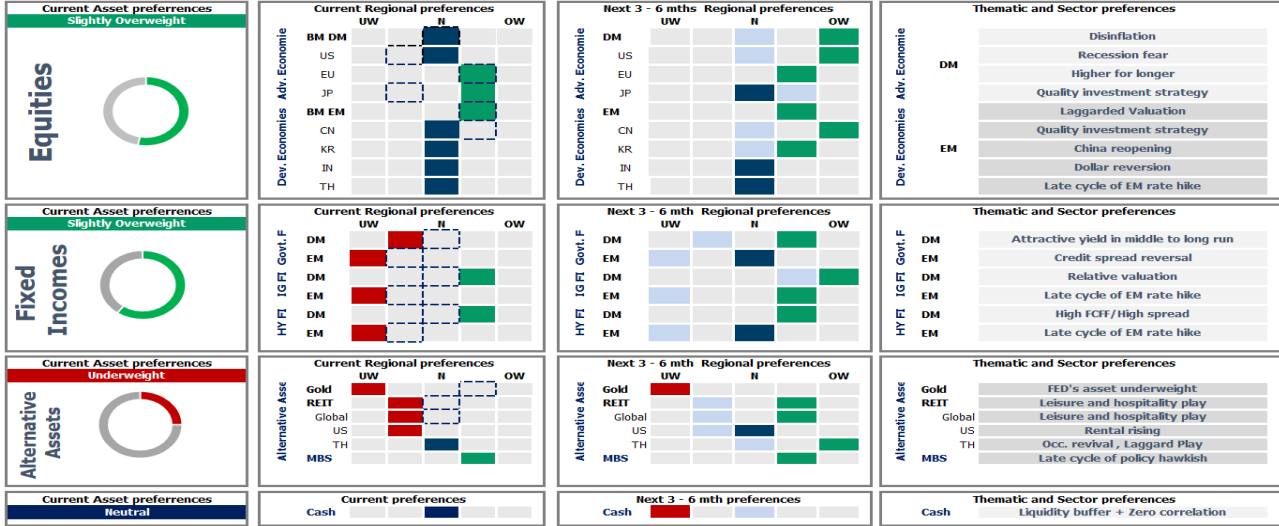 Current Asset preferrences
Slightly Overweight
Equities
Current Regional preferences
UW N OW
Adv. Economie
BM DM
US
EU
JP
Dev. Economies
BM EM
CN
KR
IN
TH
Next 3 - 6 mths Regional preferences
UW N OW
Adv. Economie
DM
US
EU
JP
Dev. Economies
EM
CN
KR
IN
TH
Thematic and Sector preferences
Adv. Economie
DM
Disinflation
Recession fear
Higher for longer
Quality investment strategy
Dev. Economies
EM
Laggarded Valuation
Quality investment strategy
China reopening
Dollar reversion
Late cycle of EM rate hike
Current Asset preferrences
Slightly Overweight
Fixed
Incomes
Current Regional preferences
UW N OW
Govt. F
DM
EM
IG FI
DM
EM
HY FI
DM
EM
Next 3 - 6 mth Regional preferences
UW N OW
Govt. F
DM
EM
IG FI
DM
EM
HY FI
DM
EM
Thematic and Sector preferences
Govt. F
DM Attractive yield in middle to long run
EM Credit spread reversal
IG FI
DM Relative valuation
EM Late cycle of EM rate hike
HY FI
DM High FCFF/High spread
EM Late cycle of EM rate hike
Current Asset preferrences
Underweight
Alternative
Assets
Current Regional preferences
UW N OW
Alternative Asse
Gold
REIT
Global
US
TH
MBS
Next 3 - 6 mth Regional preferences
UW N OW
Alternative Asse
Gold
REIT
Global
US
TH
MBS
Thematic and Sector preferences
Alternative Asse
Gold FED's asset underweight
REIT Leisure and hospitality play
Global Leisure and hospitality play
US Rental rising
TH Occ. revival , Laggard Play
MBS Late cycle of policy hawkish
Current Asset preferrences
Neutral
Current preferences
Cash
Next 3 - 6 mth preferences
Cash
Thematic and Sector preferences
Cash Liquidity buffer + Zero correlation